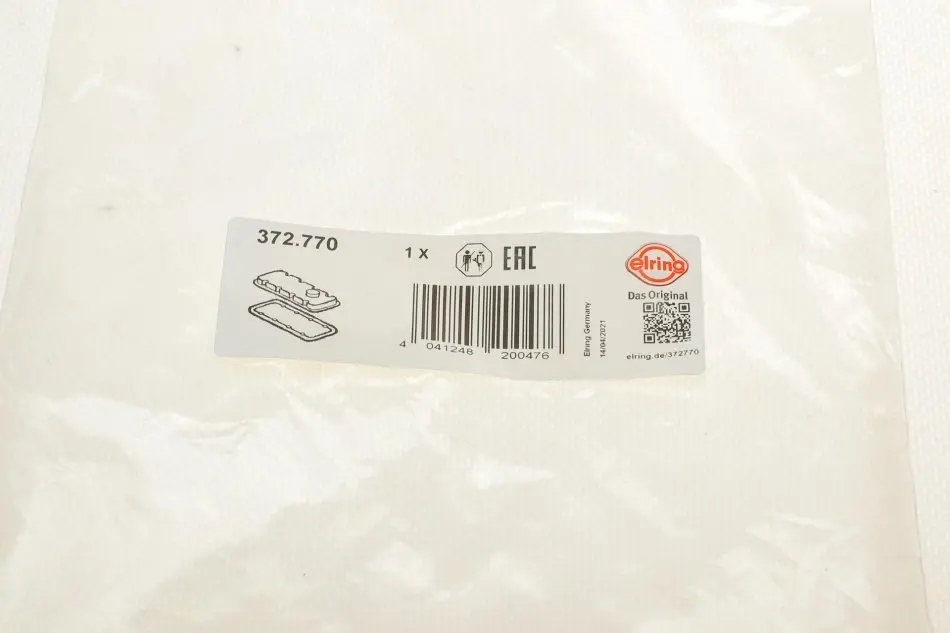 372.770
1 X
EAC
4 041248 200476
Elring Germany
14/04/2021
elring
Das Original
elring.de/372770